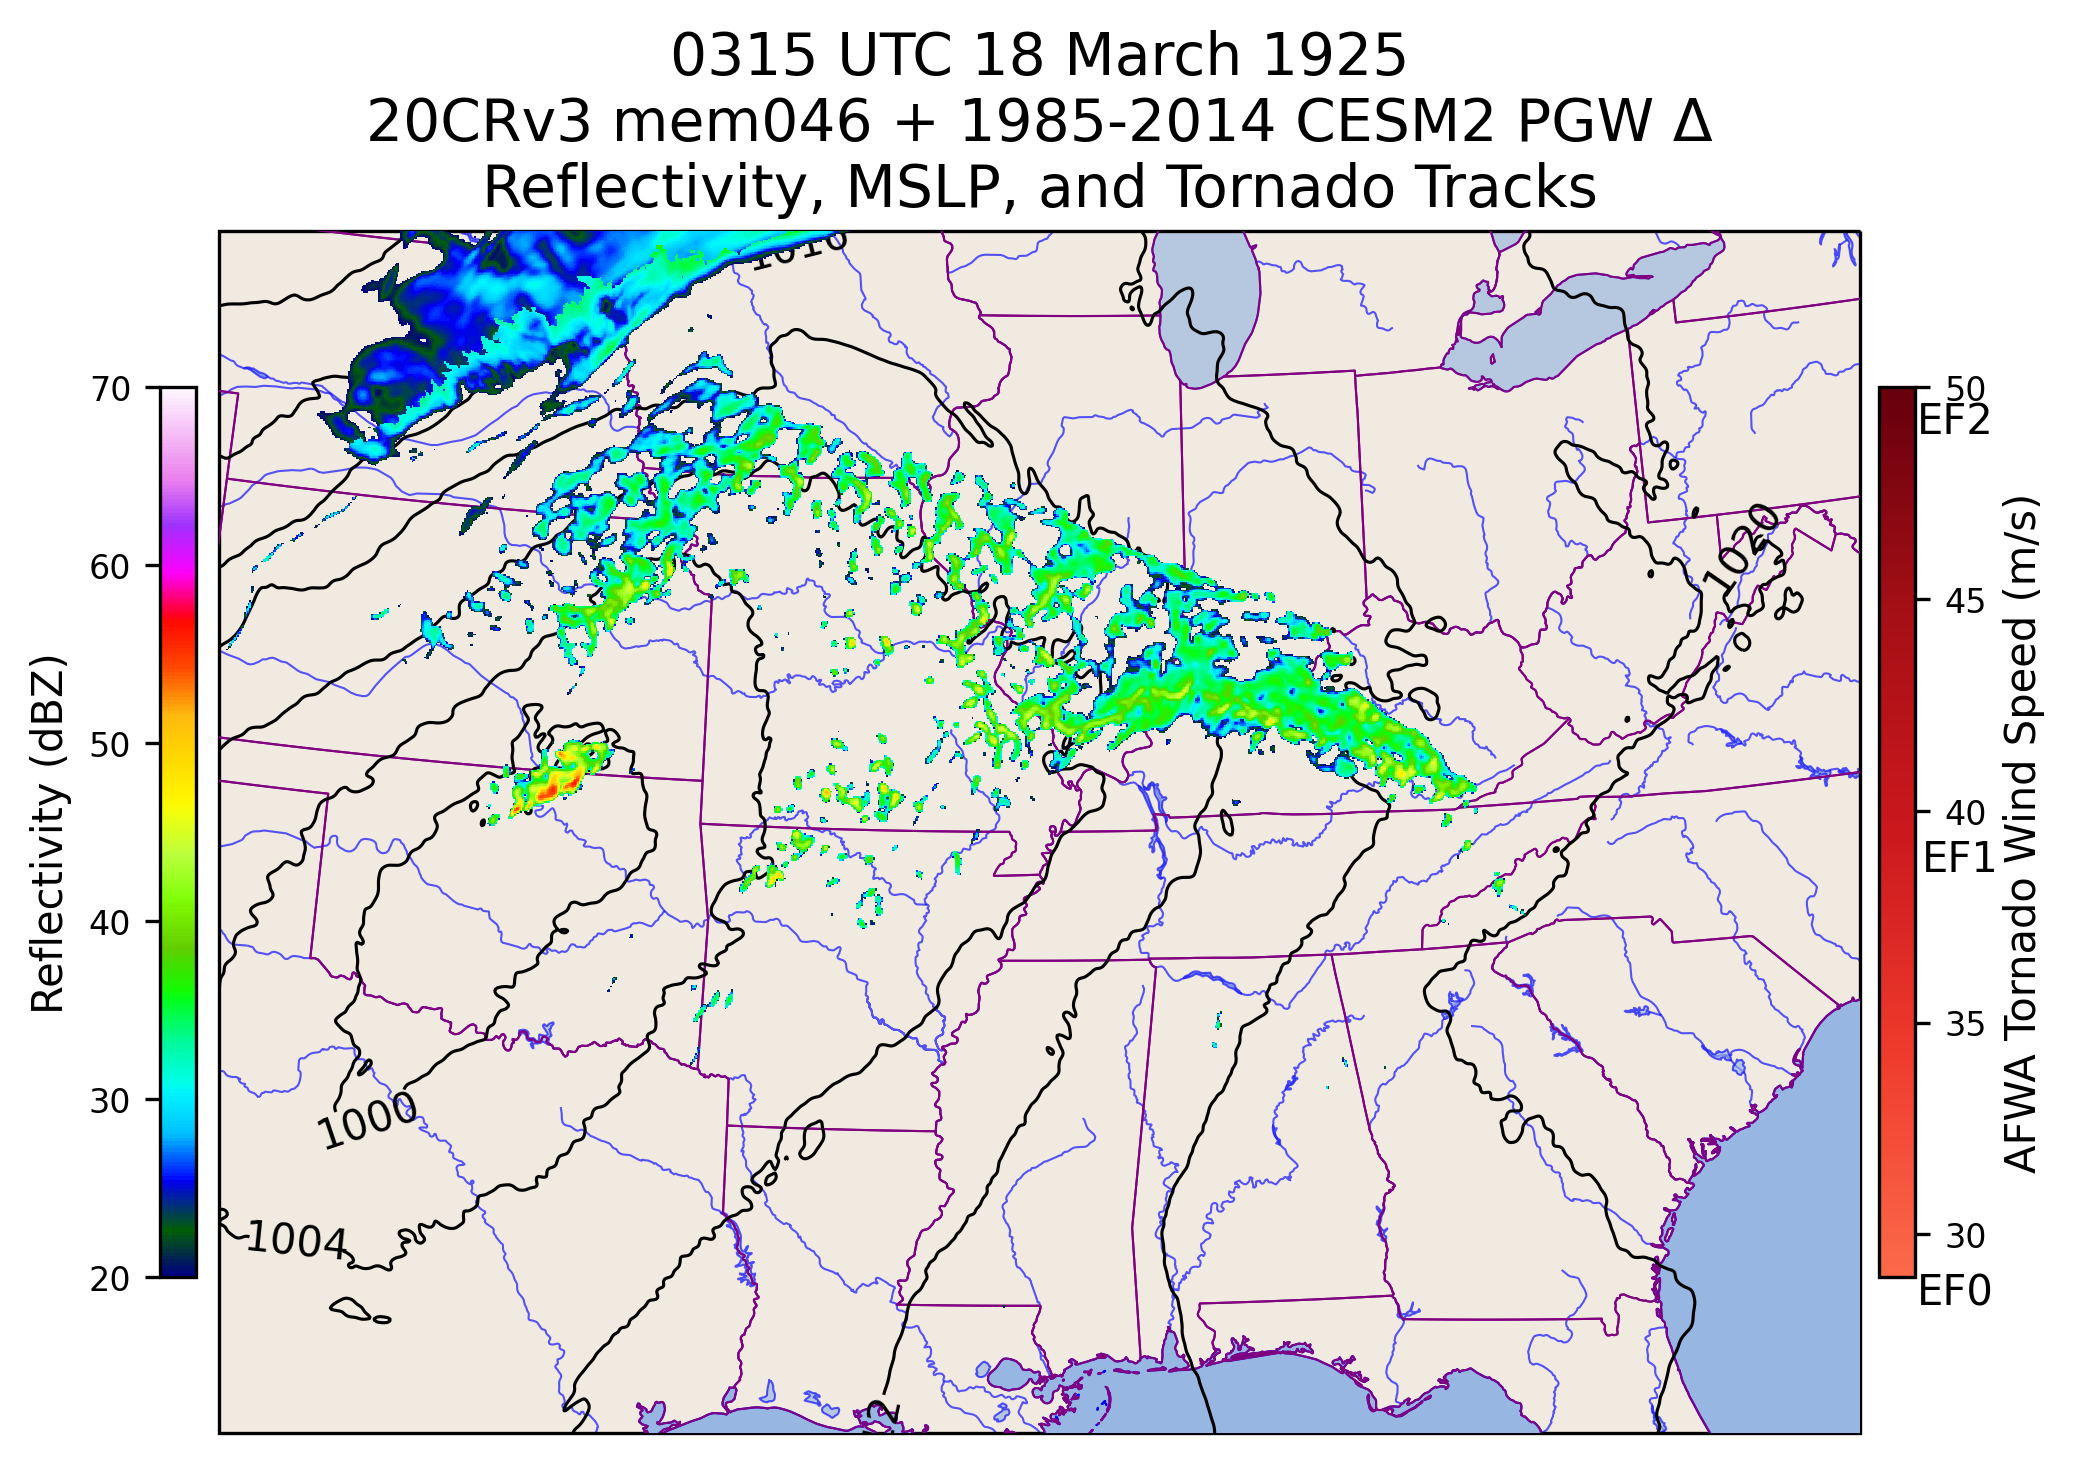 0315 UTC 18 March 1925
20CRv3 mem046 + 1985-2014 CESM2 PGW Δ
Reflectivity, MSLP, and Tornado Tracks
70
60
50
40
30
20
Reflectivity (dBZ)
1020
1000
1004
50
EF2
45
40
EF1
35
30
EF0
AFWA Tornado Wind Speed (m/s)